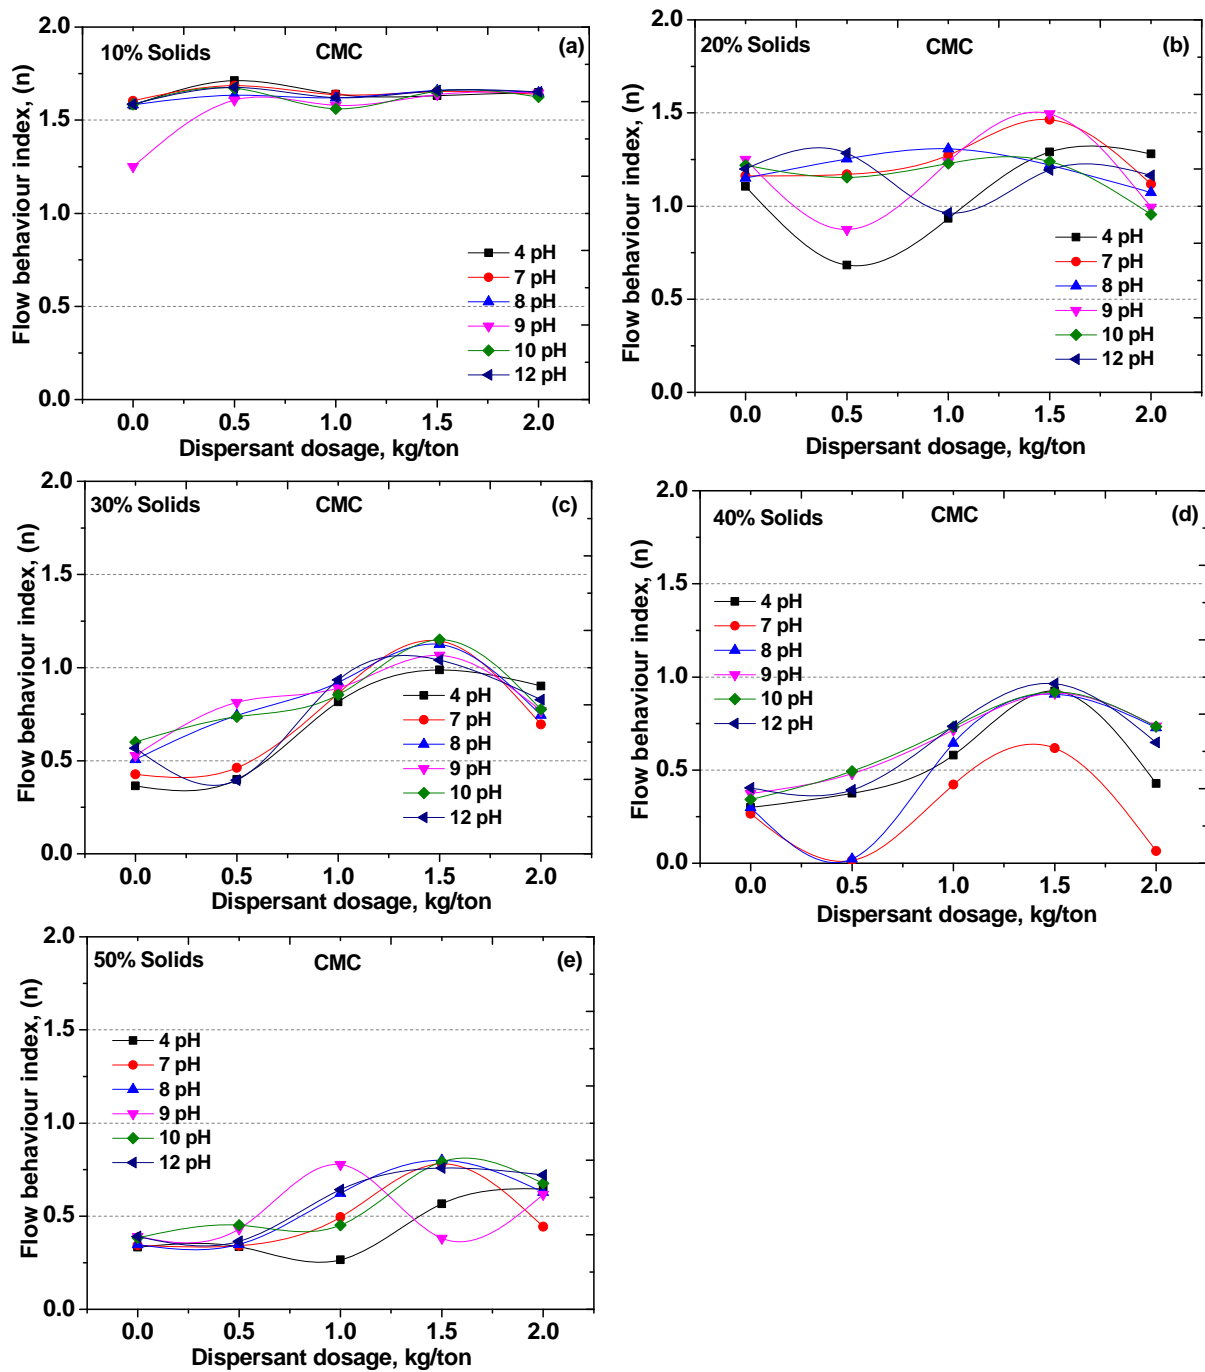 10% Solids CMC (a)
Flow behaviour index, (n)
2.0
1.5
1.0
0.5
0.0
4 pH
7 pH
8 pH
9 pH
10 pH
12 pH
0.0 0.5 1.0 1.5 2.0
Dispersant dosage, kg/ton
20% Solids CMC (b)
Flow behaviour index, (n)
2.0
1.5
1.0
0.5
0.0
4 pH
7 pH
8 pH
9 pH
10 pH
12 pH
0.0 0.5 1.0 1.5 2.0
Dispersant dosage, kg/ton
30% Solids CMC (c)
Flow behaviour index, (n)
2.0
1.5
1.0
0.5
0.0
4 pH
7 pH
8 pH
9 pH
10 pH
12 pH
0.0 0.5 1.0 1.5 2.0
Dispersant dosage, kg/ton
40% Solids CMC (d)
Flow behaviour index, (n)
2.0
1.5
1.0
0.5
0.0
4 pH
7 pH
8 pH
9 pH
10 pH
12 pH
0.0 0.5 1.0 1.5 2.0
Dispersant dosage, kg/ton
50% Solids CMC (e)
Flow behaviour index, (n)
2.0
1.5
1.0
0.5
0.0
4 pH
7 pH
8 pH
9 pH
10 pH
12 pH
0.0 0.5 1.0 1.5 2.0
Dispersant dosage, kg/ton